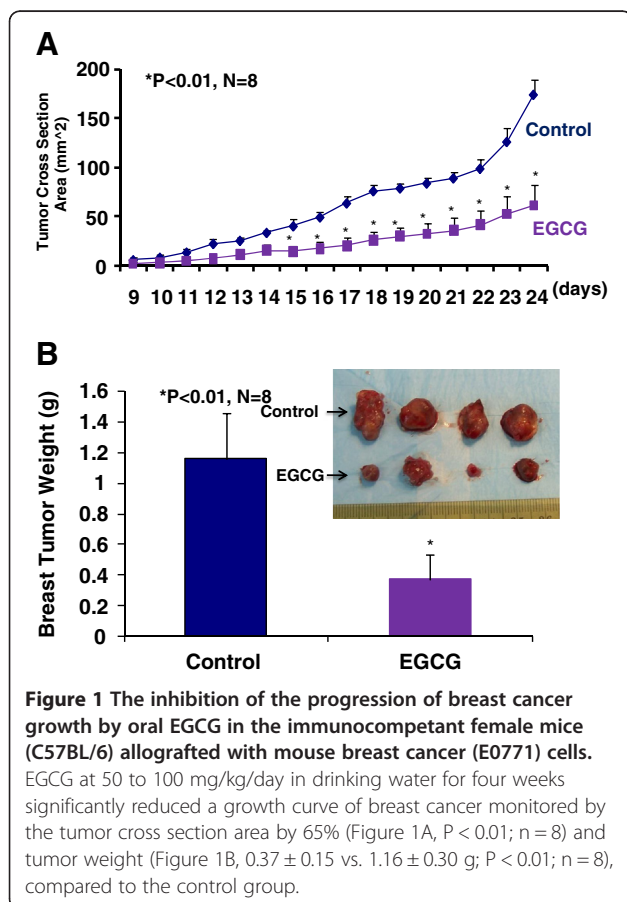 A
200
150
100
50
0
Tumor Cross Section
Area (mm^2)
*P<0.01, N=8
Control
EGCG
* * * * * * * * * *
9 10 11 12 13 14 15 16 17 18 19 20 21 22 23 24 (days)
B
1.6
1.4
1.2
1
0.8
0.6
0.4
0.2
0
Breast Tumor Weight (g)
*P<0.01, N=8
Control
EGCG
*
Control EGCG
Figure 1 The inhibition of the progression of breast cancer
growth by oral EGCG in the immunocompetant female mice
(C57BL/6) allografted with mouse breast cancer (E0771) cells.
EGCG at 50 to 100 mg/kg/day in drinking water for four weeks
significantly reduced a growth curve of breast cancer monitored by
the tumor cross section area by 65% (Figure 1A, P < 0.01; n = 8) and
tumor weight (Figure 1B, 0.37 ± 0.15 vs. 1.16 ± 0.30 g; P < 0.01; n = 8),
compared to the control group.